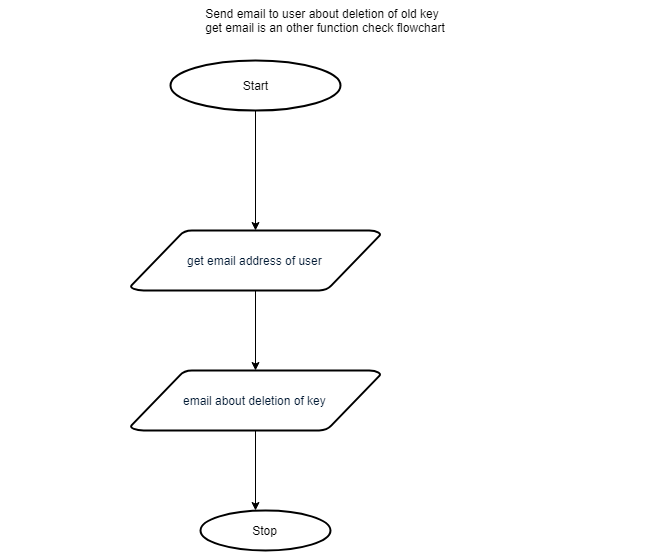 Send email to user about deletion of old key
get email is an other function check flowchart
Start
get email address of user
email about deletion of key
Stop